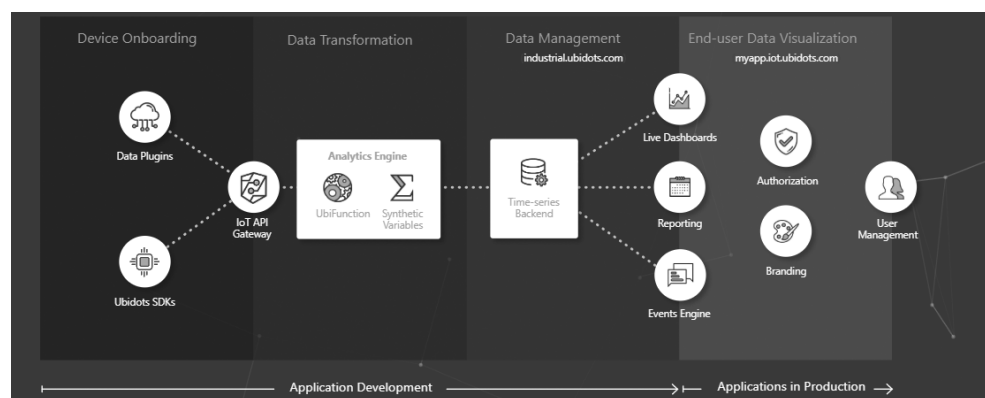 Device Onboarding
Data Transformation
Data Management
industrial.ubidots.com
End-user Data Visualization
myapp.iot.ubidots.com
Data Plugins
IoT API
Gateway
Ubidots SDKs
Analytics Engine
UbiFunction
Synthetic
Variables
Time-series
Backend
Live Dashboards
Reporting
Events Engine
Authorization
Branding
User
Management
Application Development
Applications in Production